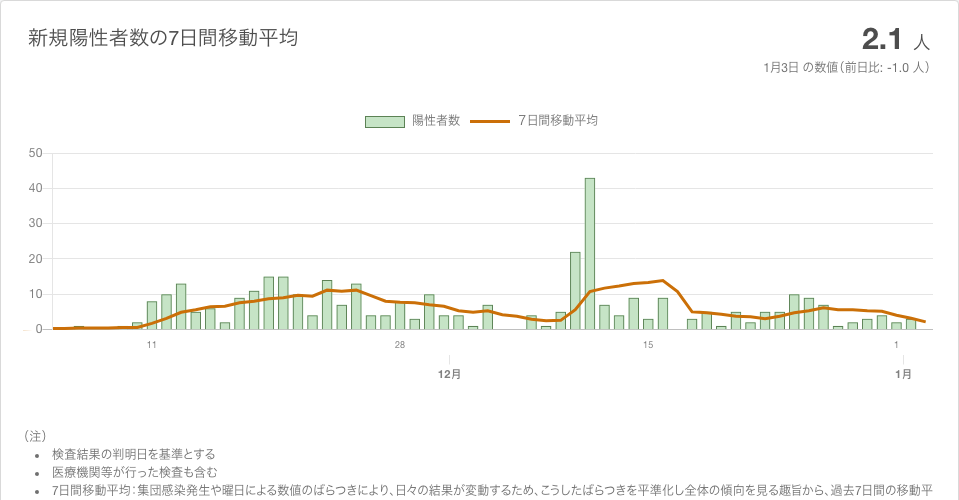 新規陽性者数の7日間移動平均
2.1 人
1月3日 の数値（前日比: -1.0 人）
陽性者数 7日間移動平均
50
40
30
20
10
0
11 28 15 1
12月 1月
（注）
• 検査結果の判明日を基準とする
• 医療機関等が行った検査も含む
• 7日間移動平均：集団感染発生や曜日による数値のばらつきにより、日々の結果が変動するため、こうしたばらつきを平準化し全体の傾向を見る趣旨から、過去7日間の移動平